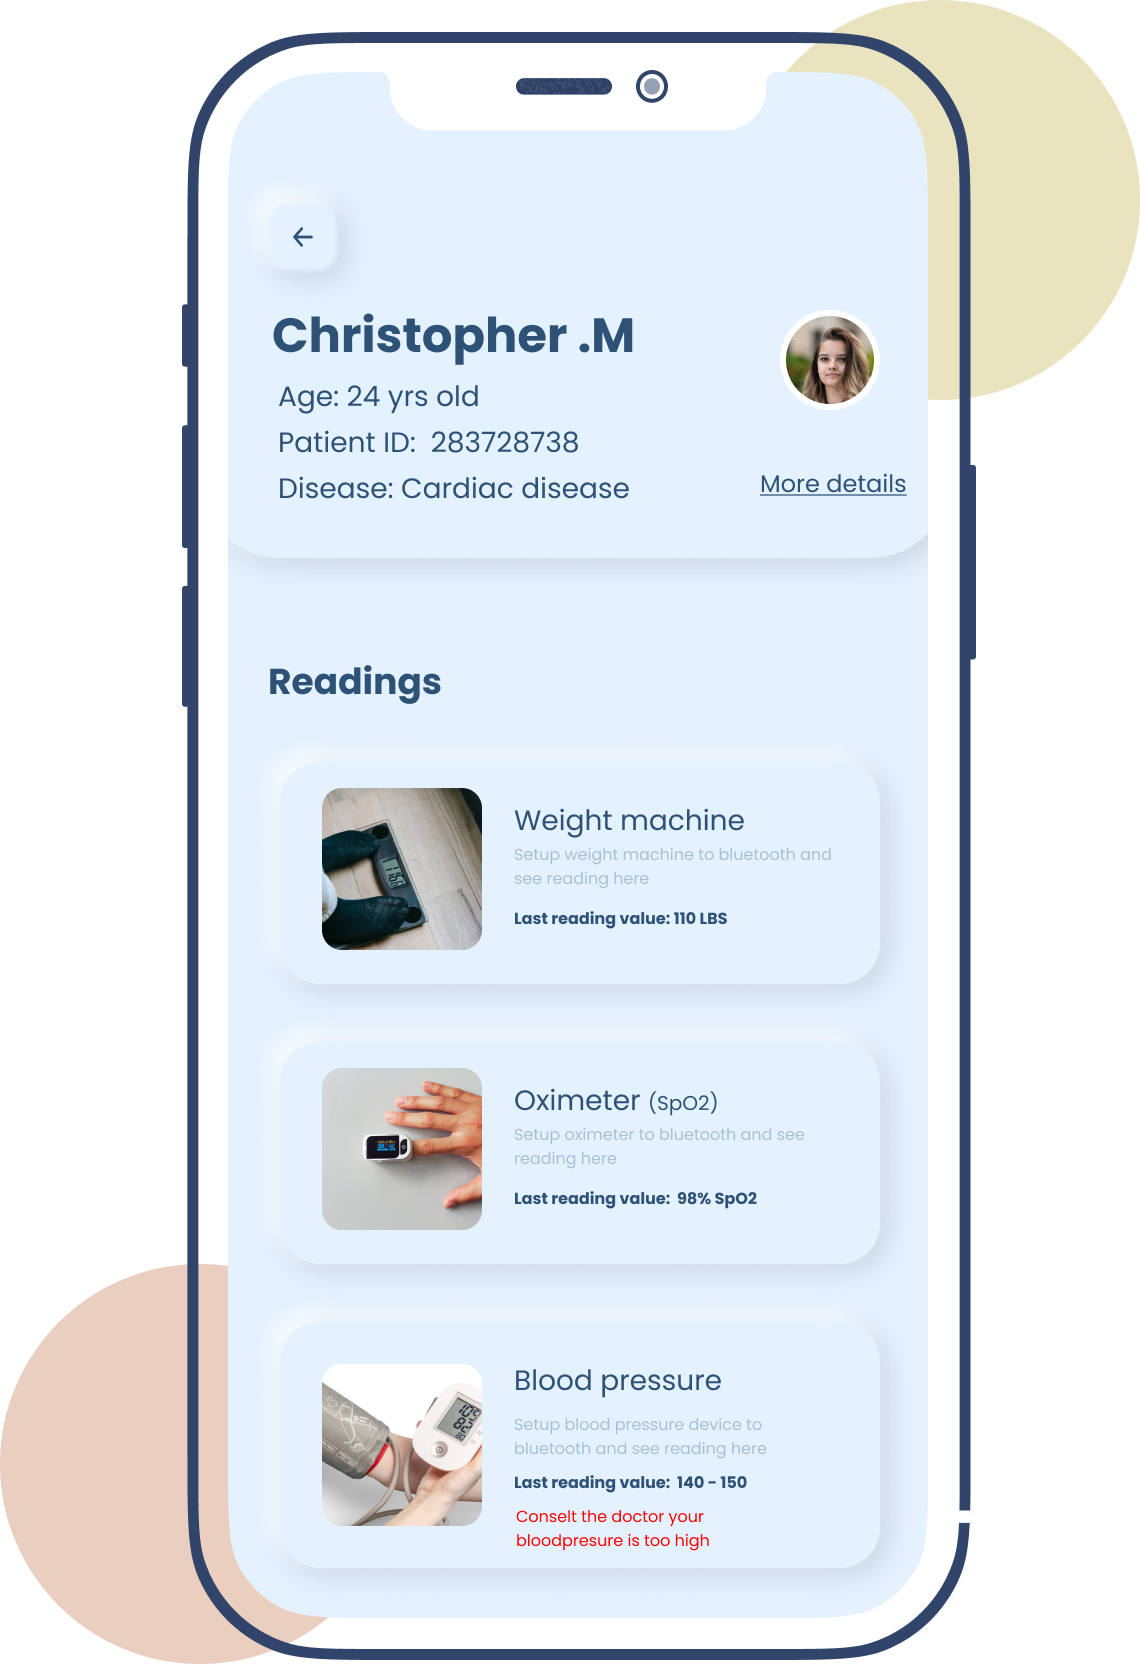 Christopher .M
Age: 24 yrs old
Patient ID: 283728738
Disease: Cardiac disease
More details
Readings
Weight machine
Setup weight machine to bluetooth and
see reading here
Last reading value: 110 LBS
Oximeter (SpO2)
Setup oximeter to bluetooth and see
reading here
Last reading value: 98% SpO2
Blood pressure
Setup blood pressure device to
bluetooth and see reading here
Last reading value: 140 - 150
Conselt the doctor your
bloodpresure is too high